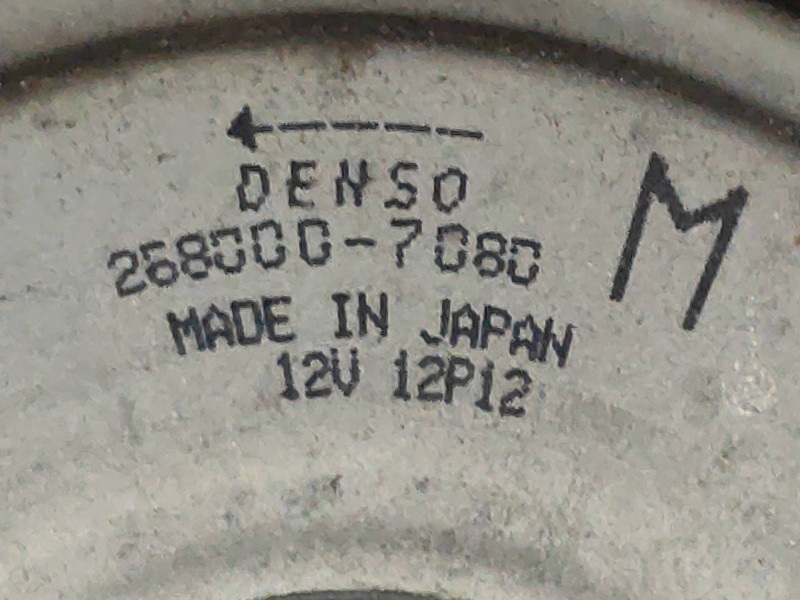 DENSO
268000-7080
MADE IN JAPAN
12V 12P12
M